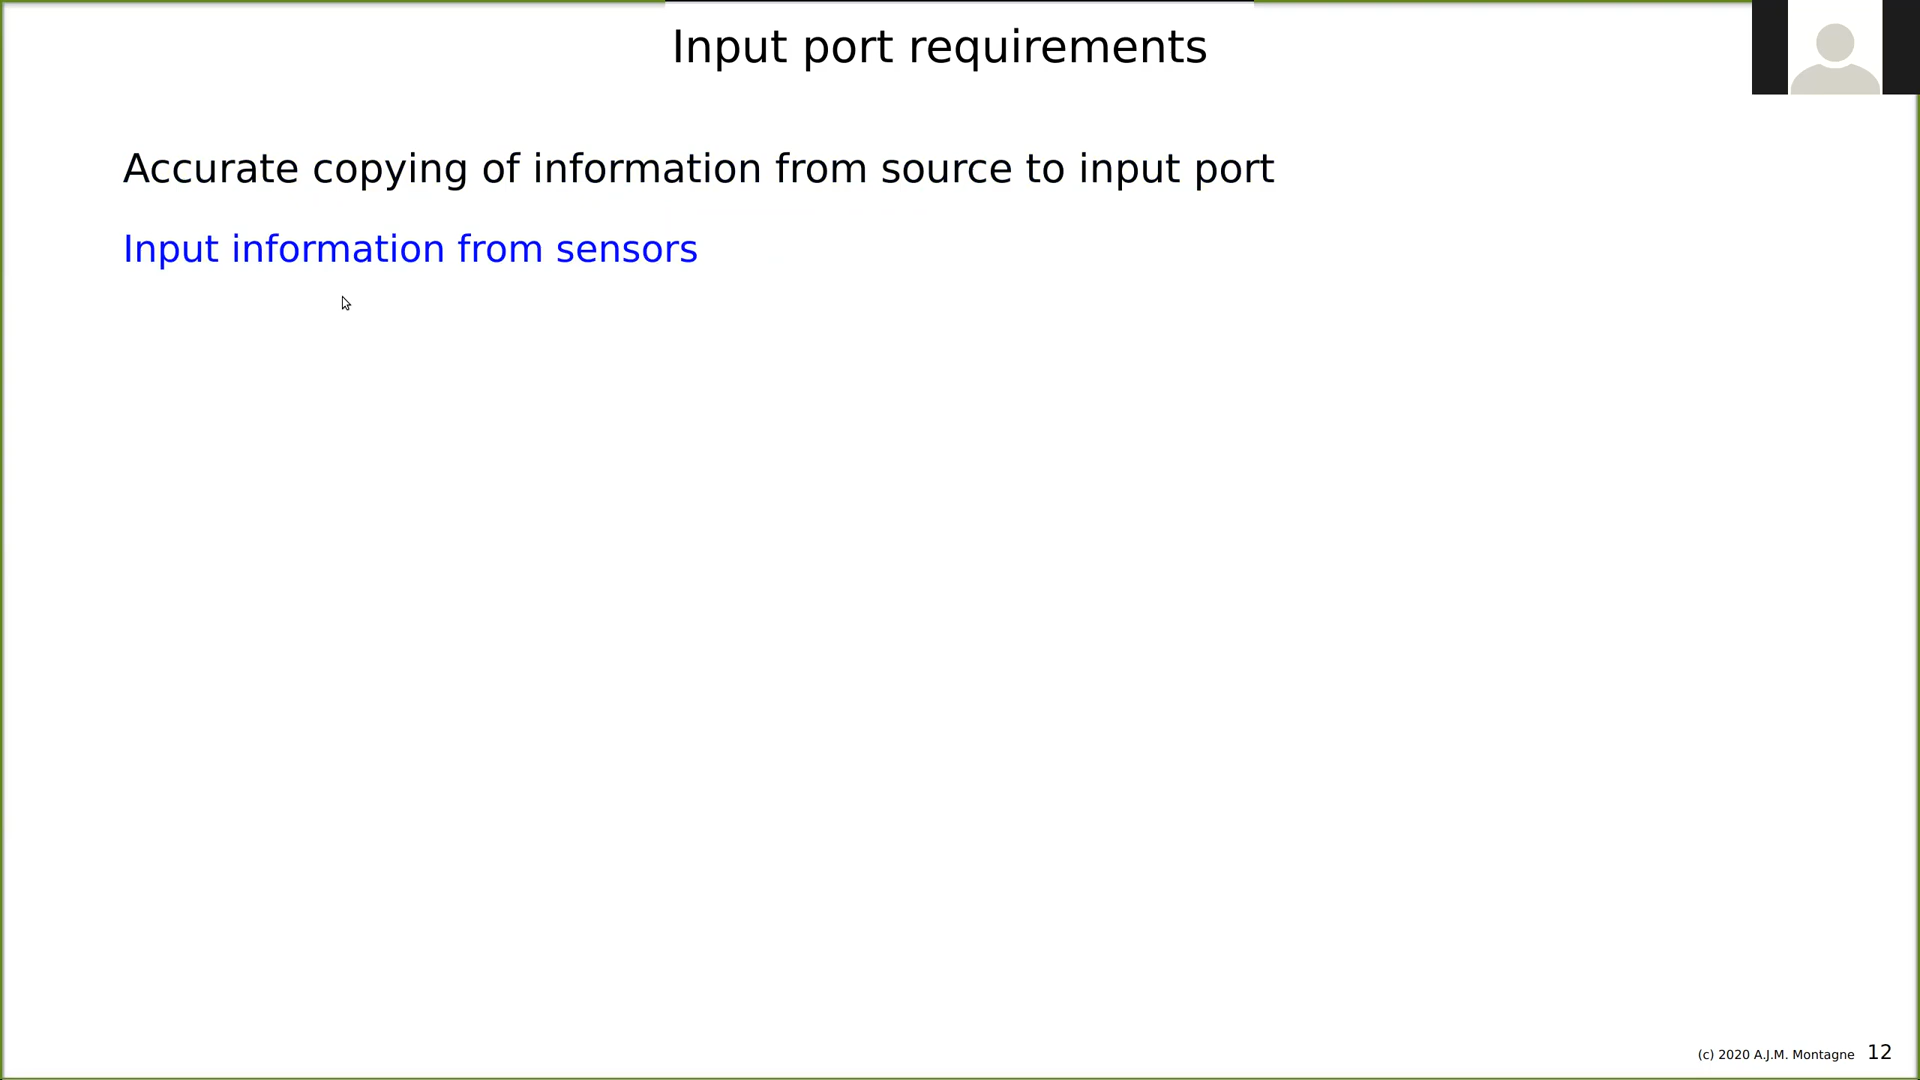 Input port requirements
Accurate copying of information from source to input port
Input information from sensors
(c) 2020 A.J.M. Montagne 12